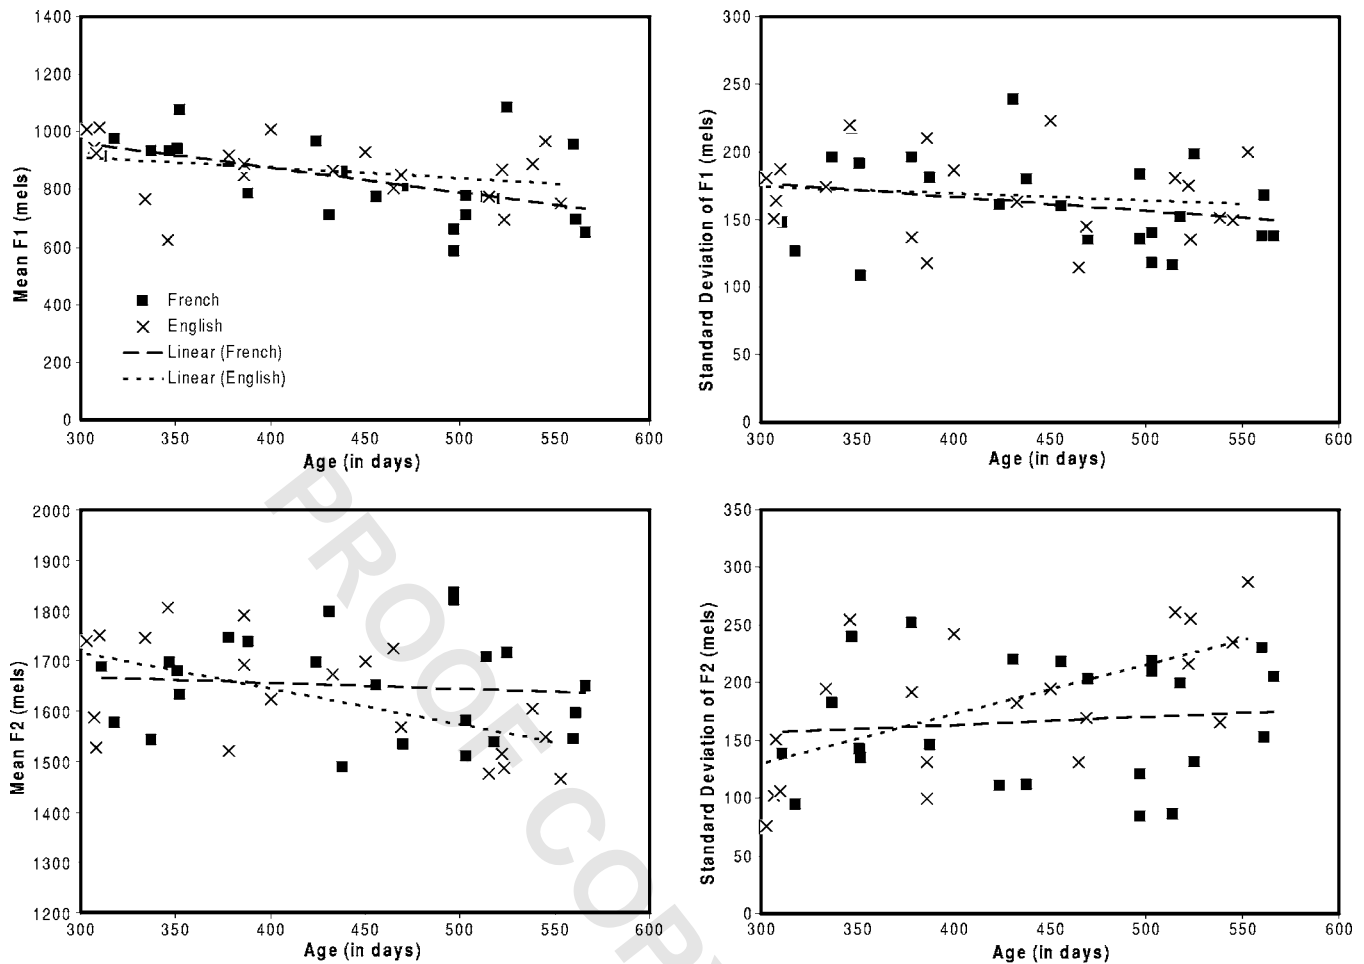 1400
1200
1000
800
600
400
200
0
Mean F1 (mels)
French
English
Linear (French)
Linear (English)
300 350 400 450 500 550 600
Age (in days)
300
250
200
150
100
50
0
Standard Deviation of F1 (mels)
300 350 400 450 500 550 600
Age (in days)
2000
1900
1800
1700
1600
1500
1400
1300
1200
Mean F2 (mels)
300 350 400 450 500 550 600
Age (in days)
350
300
250
200
150
100
50
0
Standard Deviation of F2 (mels)
300 350 400 450 500 550 600
Age (in days)
PROOF COPY